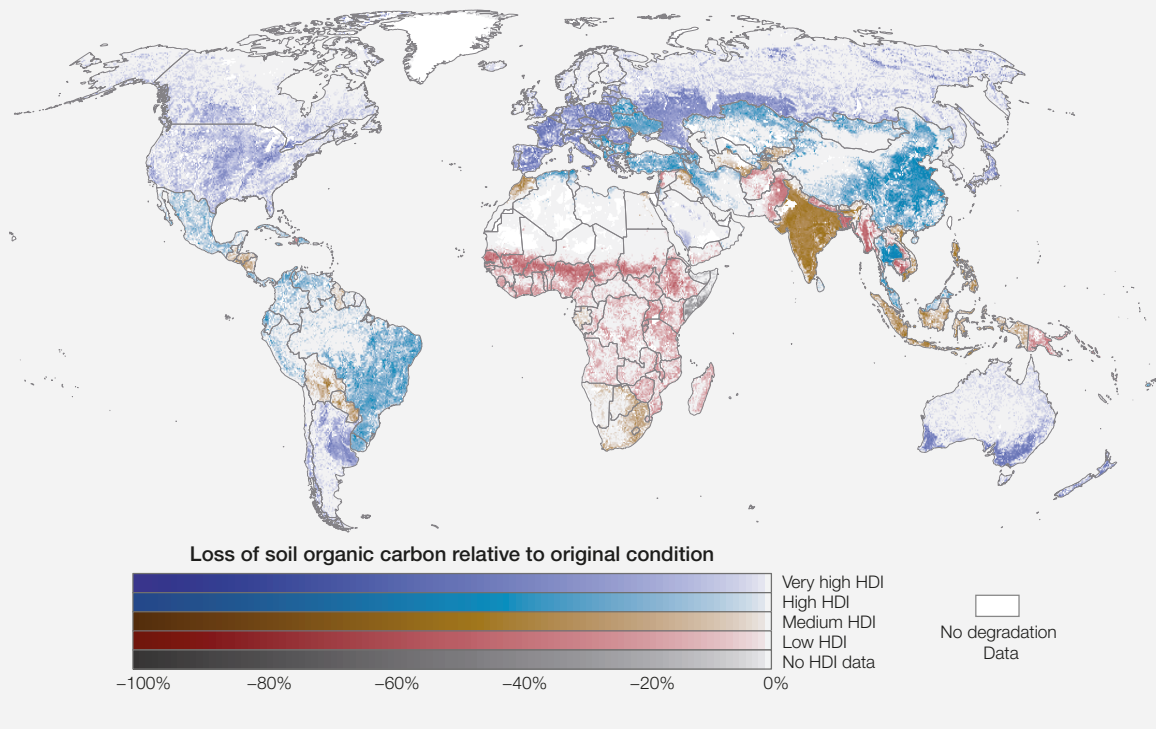 Loss of soil organic carbon relative to original condition
Very high HDI
High HDI
Medium HDI
Low HDI
No HDI data
−100%
−80%
−60%
−40%
−20%
0%
No degradation
Data